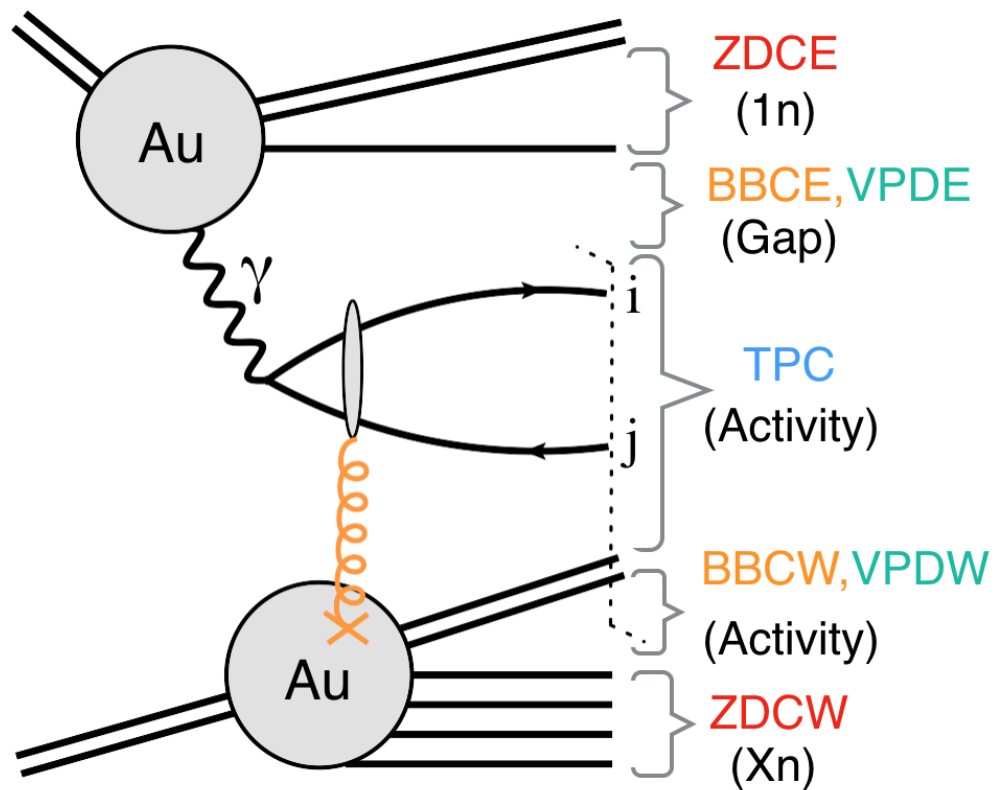 ZDCE
(1n)
Au
BBCE,VPDE
(Gap)
γ
i
TPC
(Activity)
j
BBCW,VPDW
(Activity)
Au
ZDCW
(Xn)